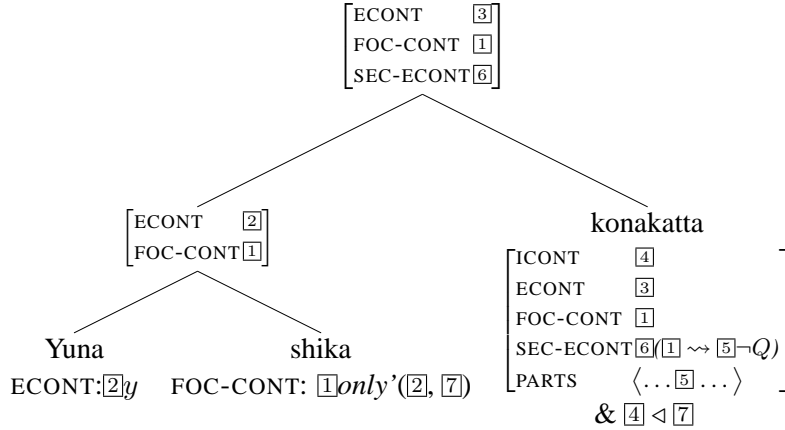 ECONT 3
FOC-CONT 1
SEC-ECONT 6
ECONT 2
FOC-CONT 1
konakatta
ICONT 4
ECONT 3
FOC-CONT 1
SEC-ECONT 6(1 ⇝ 5¬Q)
PARTS ⟨...5...⟩
& 4 ◁ 7
Yuna shika
ECONT:2y FOC-CONT: 1only’(2, 7)